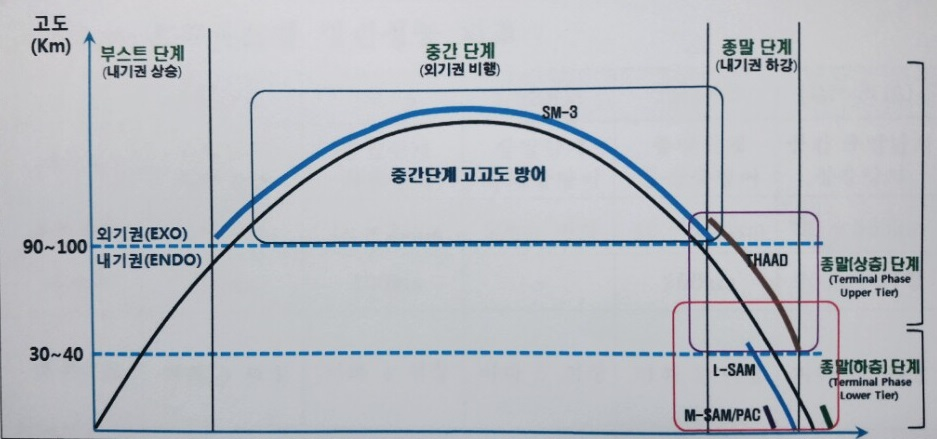 고도
(Km)
부스트 단계
(내기권 상승)
중간 단계
(외기권 비행)
종말 단계
(내기권 하강)
SM-3
중간단계 고고도 방어
외기권(EXO)
90~100
내기권(ENDO)
THAAD
종말(상층) 단계
(Terminal Phase
Upper Tier)
30~40
L-SAM
종말(하층) 단계
(Terminal Phase
Lower Tier)
M-SAM/PAC